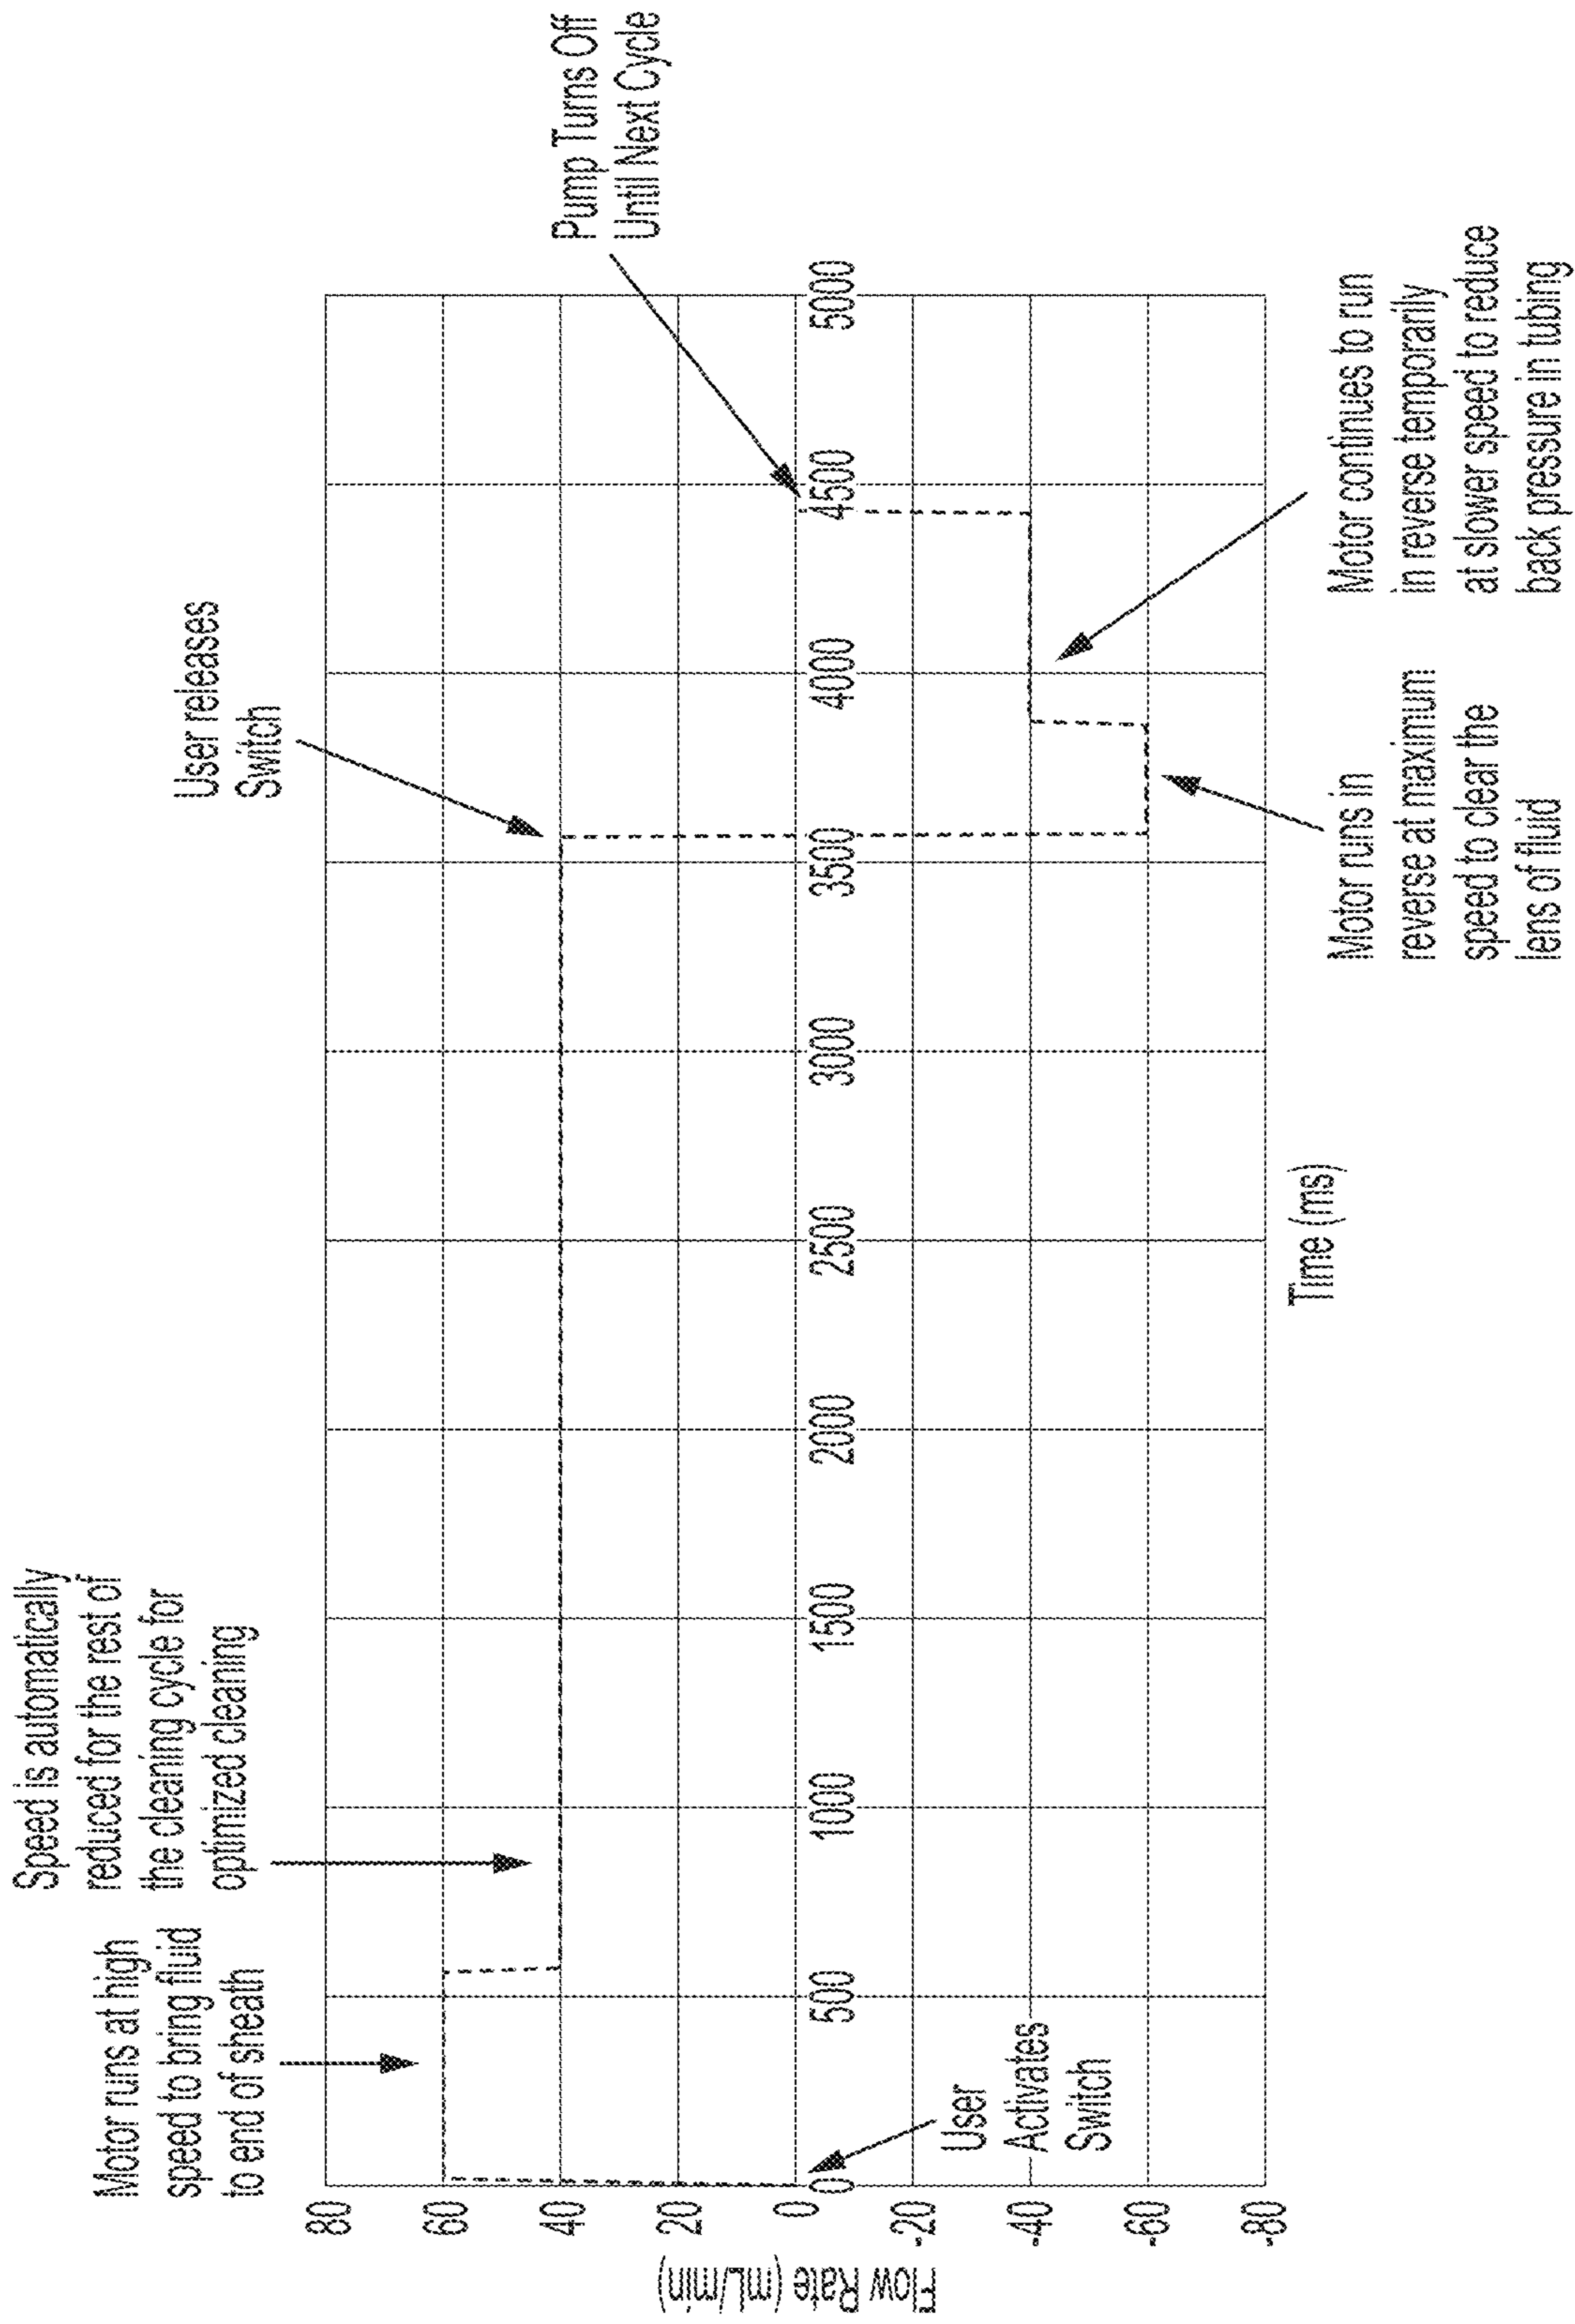 Motor runs at high
speed to bring fluid
to end of sheath
Speed is automatically
reduced for the rest of
the cleaning cycle for
optimized cleaning
User releases
Switch
Pump Turns Off
Until Next Cycle
Flow Rate (mL/min)
80
60
40
20
0
-20
-40
-60
-80
0
500
1000
1500
2000
2500
3000
3500
4000
4500
5000
User
Activates
Switch
Time (ms)
Motor runs in
reverse at maximum
speed to clear the
lens of fluid
Motor continues to run
in reverse temporarily
at slower speed to reduce
back pressure in tubing